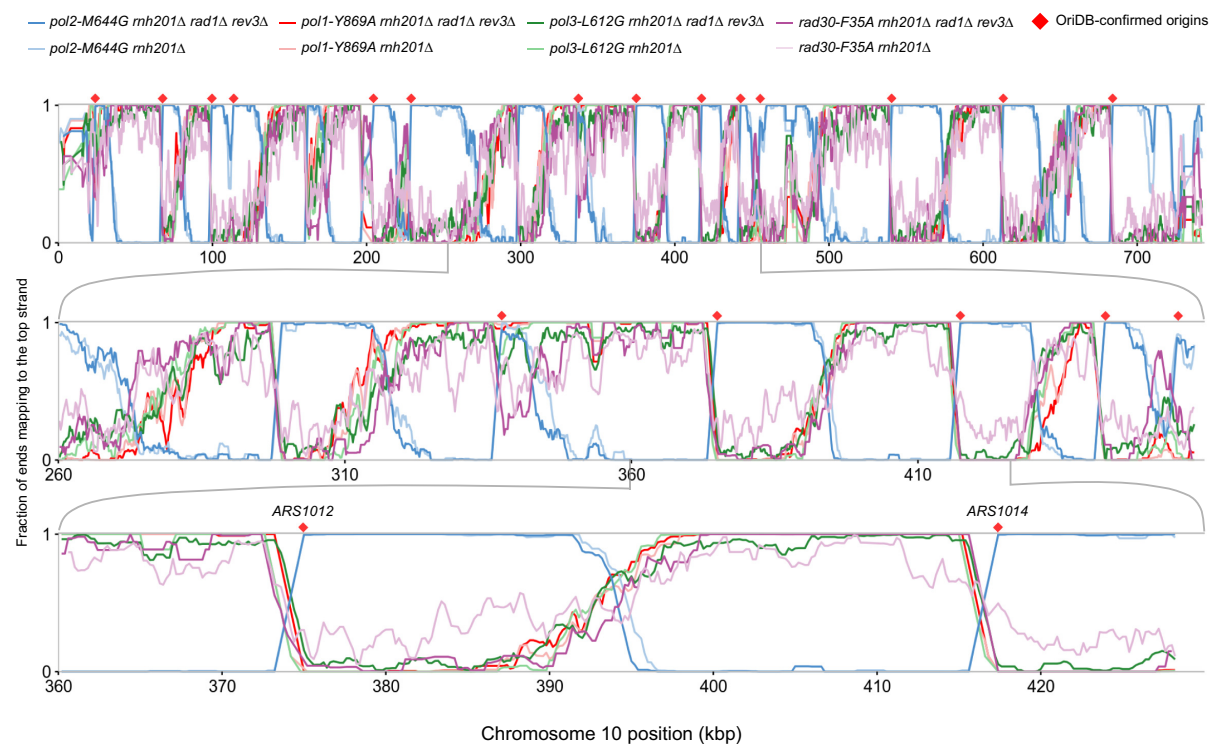 pol2-M644G rnh201Δ rad1Δ rev3Δ pol1-Y869A rnh201Δ rad1Δ rev3Δ pol3-L612G rnh201Δ rad1Δ rev3Δ rad30-F35A rnh201Δ rad1Δ rev3Δ OriDB-confirmed origins
pol2-M644G rnh201Δ pol1-Y869A rnh201Δ pol3-L612G rnh201Δ rad30-F35A rnh201Δ
Fraction of ends mapping to the top strand
1
0
0 100 200 300 400 500 600 700
1
0
260 310 360 410
ARS1012 ARS1014
1
0
360 370 380 390 400 410 420
Chromosome 10 position (kbp)